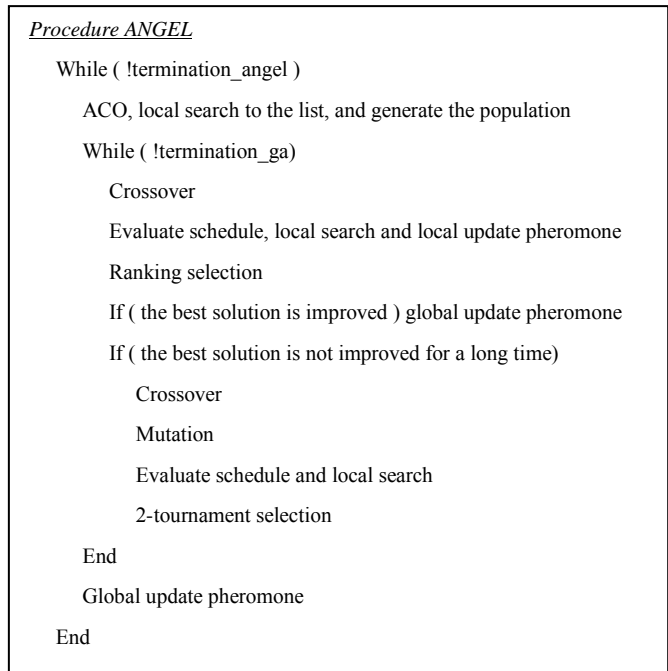 Procedure ANGEL
While ( !termination_angel )
ACO, local search to the list, and generate the population
While ( !termination_ga)
Crossover
Evaluate schedule, local search and local update pheromone
Ranking selection
If ( the best solution is improved ) global update pheromone
If ( the best solution is not improved for a long time)
Crossover
Mutation
Evaluate schedule and local search
2-tournament selection
End
Global update pheromone
End